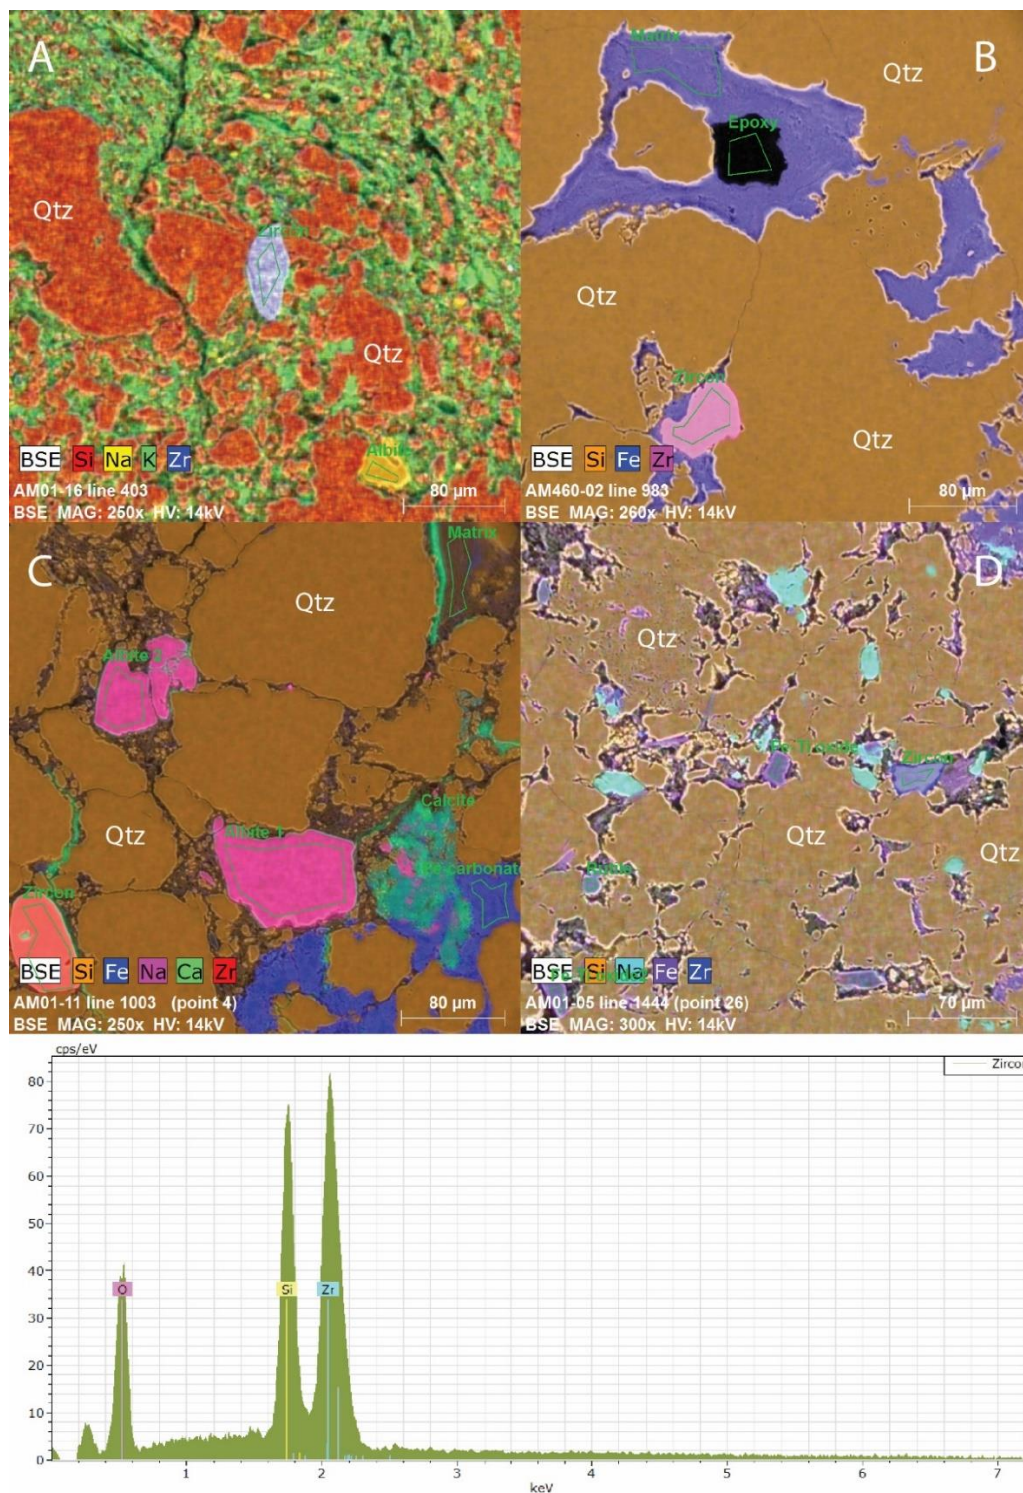 A
Qtz
Zircon
Qtz
Albite
BSE Si Na K Zr
AM01-16 line 403
80 µm
BSE MAG: 250x HV: 14kV
B
Matrix
Qtz
Epoxy
Qtz
Zircon
Qtz
BSE Si Fe Zr
AM460-02 line 983
80 µm
BSE MAG: 260x HV: 14kV
C
Matrix
Qtz
Albite 2
Calcite
Albite 1
Qtz
Fe carbonate
Zircon
BSE Si Fe Na Ca Zr
AM01-11 line 1003 (point 4)
80 µm
BSE MAG: 250x HV: 14kV
D
Qtz
Fe Ti oxide
Zircon
Qtz
Qtz
BSE Si Na Fe Zr
AM01-05 line 1444 (point 26)
70 µm
BSE MAG: 300x HV: 14kV
cps/eV
Zircon
80
70
60
50
40
O Si Zr
30
20
10
0
1 2 3 4 5 6 7
keV